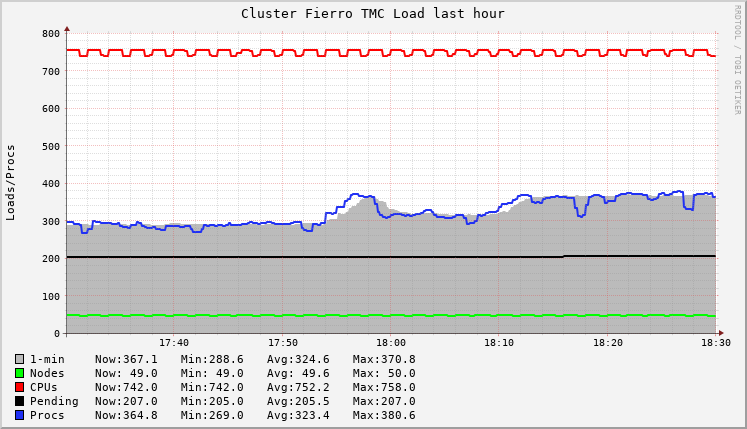 Cluster Fierro TMC Load last hour
RRDTOOL / TOBI OETIKER
Loads/Procs
800
700
600
500
400
300
200
100
0
17:40 17:50 18:00 18:10 18:20 18:30
1-min Now:367.1 Min:288.6 Avg:324.6 Max:370.8
Nodes Now: 49.0 Min: 49.0 Avg: 49.6 Max: 50.0
CPUs Now:742.0 Min:742.0 Avg:752.2 Max:758.0
Pending Now:207.0 Min:205.0 Avg:205.5 Max:207.0
Procs Now:364.8 Min:269.0 Avg:323.4 Max:380.6